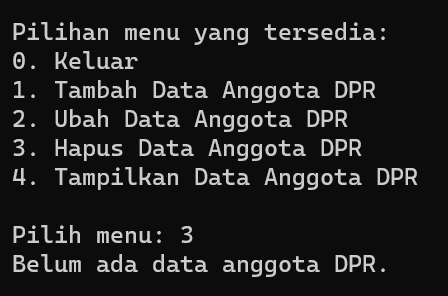 Pilihan menu yang tersedia:
0. Keluar
1. Tambah Data Anggota DPR
2. Ubah Data Anggota DPR
3. Hapus Data Anggota DPR
4. Tampilkan Data Anggota DPR
Pilih menu: 3
Belum ada data anggota DPR.